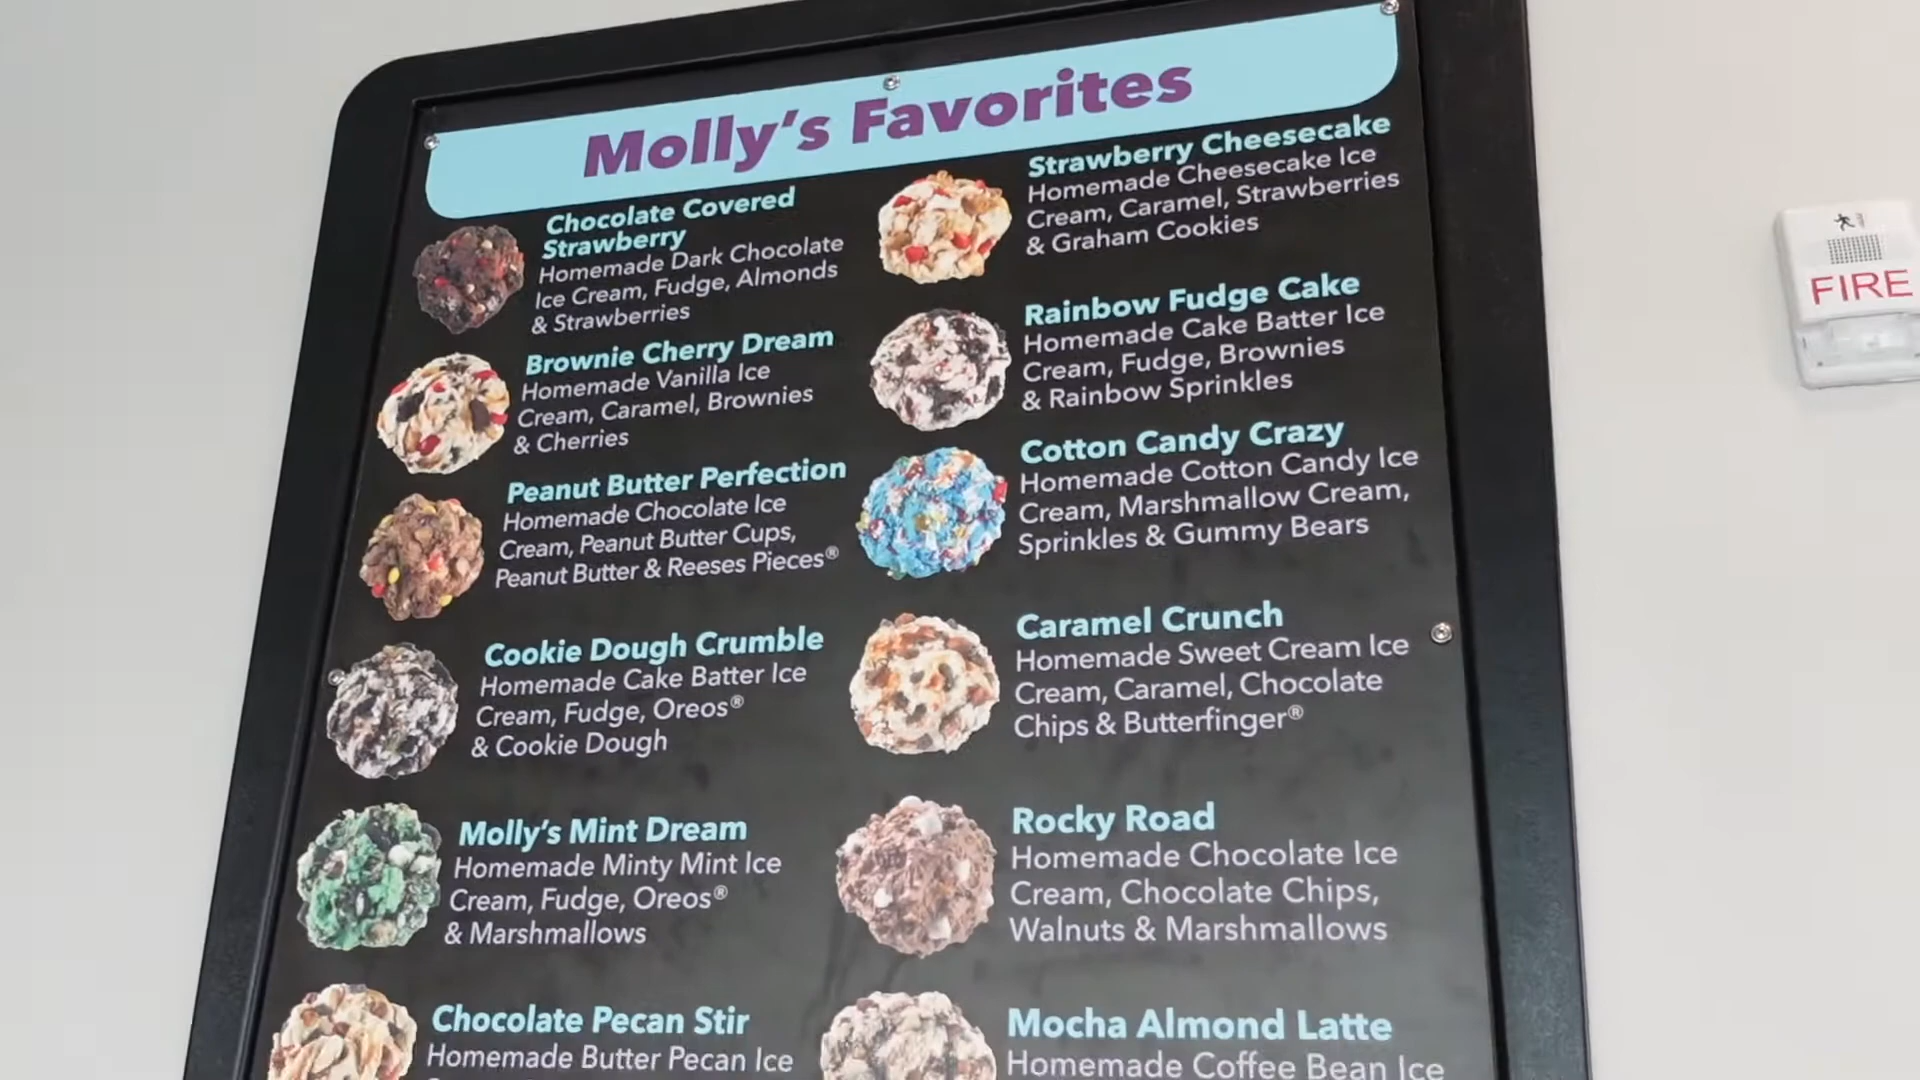 Molly's Favorites
Chocolate Covered
Strawberry
Homemade Dark Chocolate
Ice Cream, Fudge, Almonds
& Strawberries
Brownie Cherry Dream
Homemade Vanilla Ice
Cream, Caramel, Brownies
& Cherries
Peanut Butter Perfection
Homemade Chocolate Ice
Cream, Peanut Butter Cups,
Peanut Butter & Reeses Pieces®
Cookie Dough Crumble
Homemade Cake Batter Ice
Cream, Fudge, Oreos®
& Cookie Dough
Molly's Mint Dream
Homemade Minty Mint Ice
Cream, Fudge, Oreos®
& Marshmallows
Chocolate Pecan Stir
Homemade Butter Pecan Ice
Strawberry Cheesecake
Homemade Cheesecake Ice
Cream, Caramel, Strawberries
& Graham Cookies
Rainbow Fudge Cake
Homemade Cake Batter Ice
Cream, Fudge, Brownies
& Rainbow Sprinkles
Cotton Candy Crazy
Homemade Cotton Candy Ice
Cream, Marshmallow Cream,
Sprinkles & Gummy Bears
Caramel Crunch
Homemade Sweet Cream Ice
Cream, Caramel, Chocolate
Chips & Butterfinger®
Rocky Road
Homemade Chocolate Ice
Cream, Chocolate Chips,
Walnuts & Marshmallows
Mocha Almond Latte
Homemade Coffee Bean Ice
FIRE